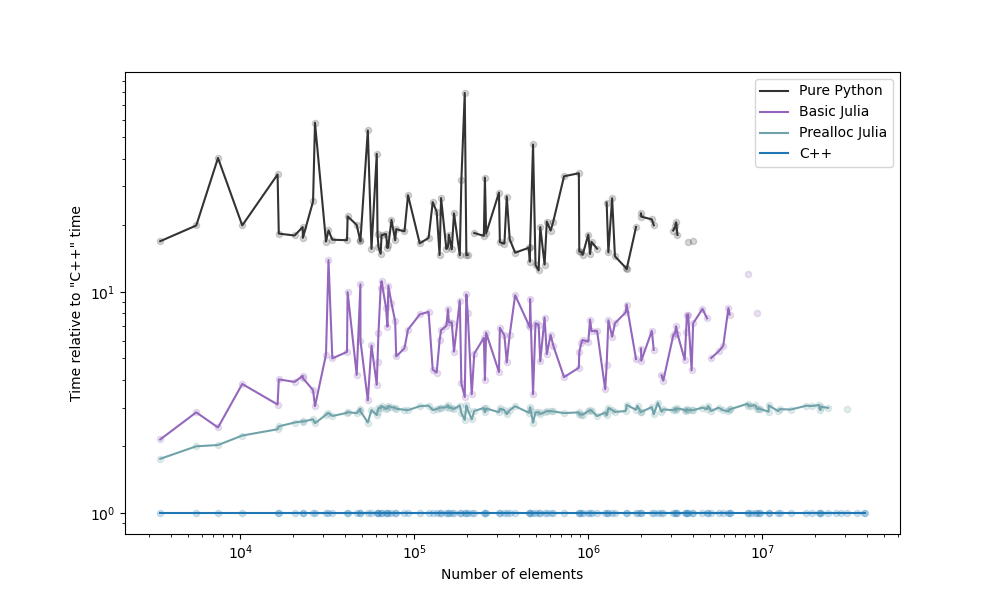 Pure Python
Basic Julia
Prealloc Julia
C++
Time relative to "C++" time
10¹
10⁰
10⁴
10⁵
10⁶
10⁷
Number of elements